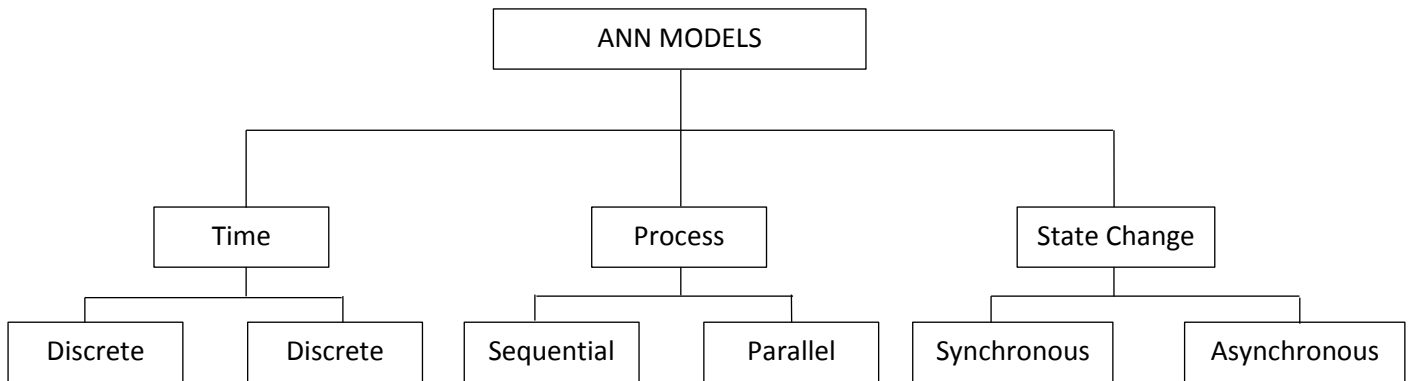 ANN MODELS
Time
Process
State Change
Discrete
Discrete
Sequential
Parallel
Synchronous
Asynchronous